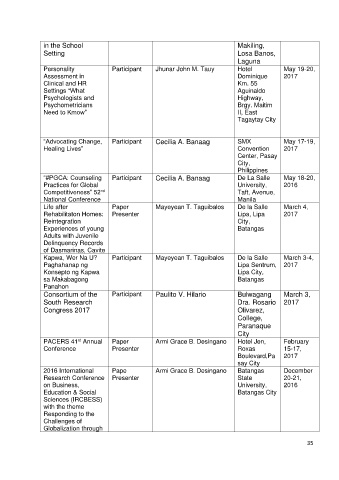 in the School
Setting
Makiling,
Losa Banos,
Laguna
Personality
Assessment in
Clinical and HR
Settings "What
Psychologists and
Psychometricians
Need to Kmow"
Participant
Jhunar John M. Tauy
Hotel
Dominique
Km. 55
Aguinaldo
Highway,
Brgy. Maitim
II, East
Tagaytay City
May 19-20,
2017
"Advocating Change,
Healing Lives"
Participant
Cecilia A. Banaag
SMX
Convention
Center, Pasay
City,
Philippines
May 17-19,
2017
"#PGCA: Counseling
Practices for Global
Competitiveness" 52nd
National Conference
Participant
Cecilia A. Banaag
De La Salle
University,
Taft, Avenue,
Manila
May 18-20,
2016
Life after
Rehabilitaton Homes:
Reintegration
Experiences of young
Adults with Juvenile
Delinquency Records
of Dasmarinas, Cavite
Paper
Presenter
Mayeyean T. Taguibalos
De la Salle
Lipa, Lipa
City,
Batangas
March 4,
2017
Kapwa, Wer Na U?
Paghahanap ng
Konsepto ng Kapwa
sa Makabagong
Panahon
Participant
Mayeyean T. Taguibalos
De la Salle
Lipa Sentrum,
Lipa City,
Batangas
March 3-4,
2017
Consortium of the
South Research
Congress 2017
Participant
Paulito V. Hilario
Bulwagang
Dra. Rosario
Olivarez,
College,
Paranaque
City
March 3,
2017
PACERS 41st Annual
Conference
Paper
Presenter
Armi Grace B. Desingano
Hotel Jen,
Roxas
Boulevard,Pa
say City
February
15-17,
2017
2016 International
Research Conference
on Business,
Education & Social
Sciences (IRCBESS)
with the theme
Responding to the
Challenges of
Globalization through
Pape
Presenter
Armi Grace B. Desingano
Batangas
State
University,
Batangas City
December
20-21,
2016
35